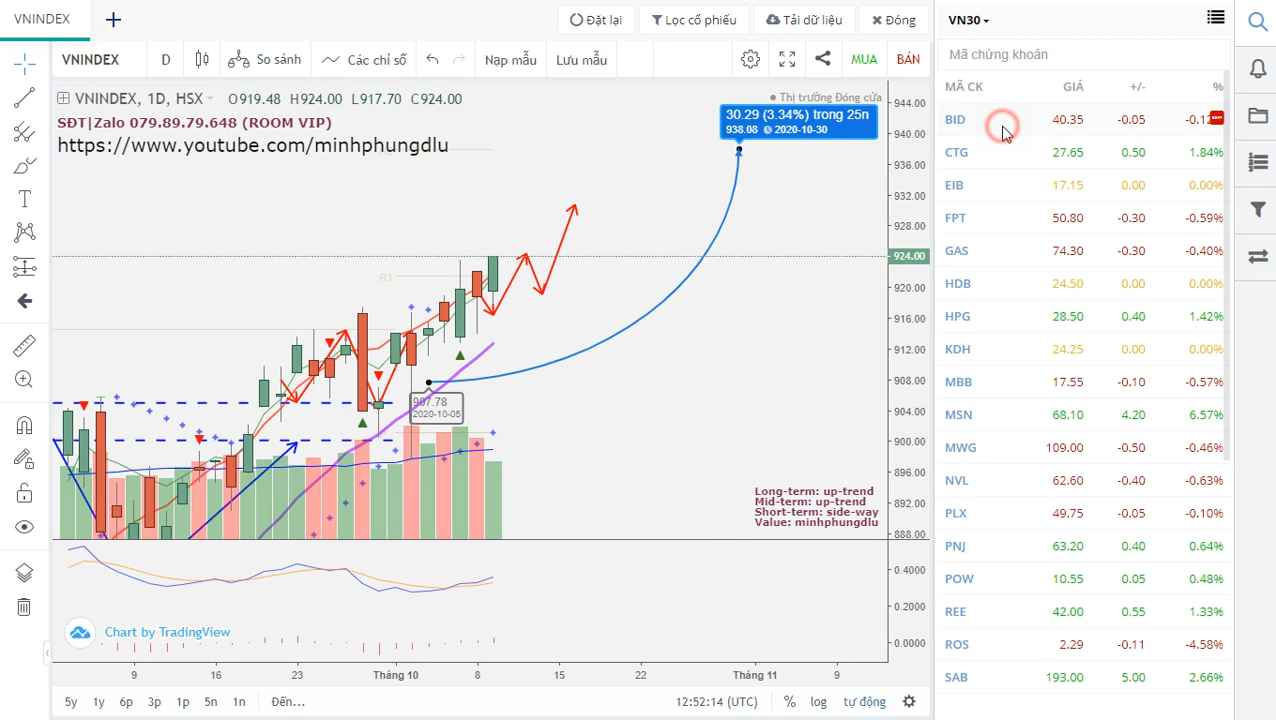 VNINDEX
Đặt lại
Lọc cổ phiếu
Tải dữ liệu
Đóng
VN30
VNINDEX
D
So sánh
Các chỉ số
Nạp mẫu
Lưu mẫu
MUA
BÁN
Mã chứng khoán
VNINDEX, 1D, HSX
O919.48 H924.00 L917.70 C924.00
Thị trường Đóng cửa
SĐT|Zalo 079.89.79.648 (ROOM VIP)
https://www.youtube.com/minhphungdlu
30.29 (3.34%) trong 25n
938.08 2020-10-30
R1
907.78
2020-10-05
Long-term: up-trend
Mid-term: up-trend
Short-term: side-way
Value: minhphungdlu
944.00
940.00
936.00
932.00
928.00
924.00
920.00
916.00
912.00
908.00
904.00
900.00
896.00
892.00
888.00
0.4000
0.2000
0.0000
Chart by TradingView
9 16 23 Tháng 10 8 15 22 Tháng 11 9
5y 1y 6p 3p 1p 5n 1n Đến...
12:52:14 (UTC) % log tự động
MÃ CK GIÁ +/- %
BID 40.35 -0.05
CTG 27.65 0.50 1.84%
EIB 17.15 0.00 0.00%
FPT 50.80 -0.30 -0.59%
GAS 74.30 -0.30 -0.40%
HDB 24.50 0.00 0.00%
HPG 28.50 0.40 1.42%
KDH 24.25 0.00 0.00%
MBB 17.55 -0.10 -0.57%
MSN 68.10 4.20 6.57%
MWG 109.00 -0.50 -0.46%
NVL 62.60 -0.40 -0.63%
PLX 49.75 -0.05 -0.10%
PNJ 63.20 0.40 0.64%
POW 10.55 0.05 0.48%
REE 42.00 0.55 1.33%
ROS 2.29 -0.11 -4.58%
SAB 193.00 5.00 2.66%